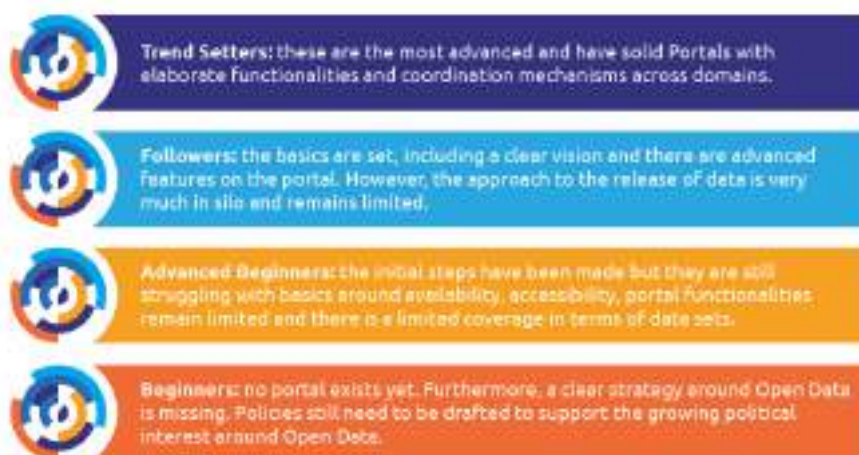 Trend Setters: these are the most advanced and have solid Portals with
elaborate functionalities and coordination mechanisms across domains.
Followers: the basics are set, including a clear vision and there are advanced
features on the portal. However, the approach to the release of data is very
much in silo and remains limited.
Advanced Beginners: the initial steps have been made but they are still
struggling with basics around availability, accessibility, portal functionalities
remain limited and there is a limited coverage in terms of data sets.
Beginners: no portal exists yet. Furthermore, a clear strategy around Open Data
is missing. Policies still need to be drafted to support the growing political
interest around Open Data.